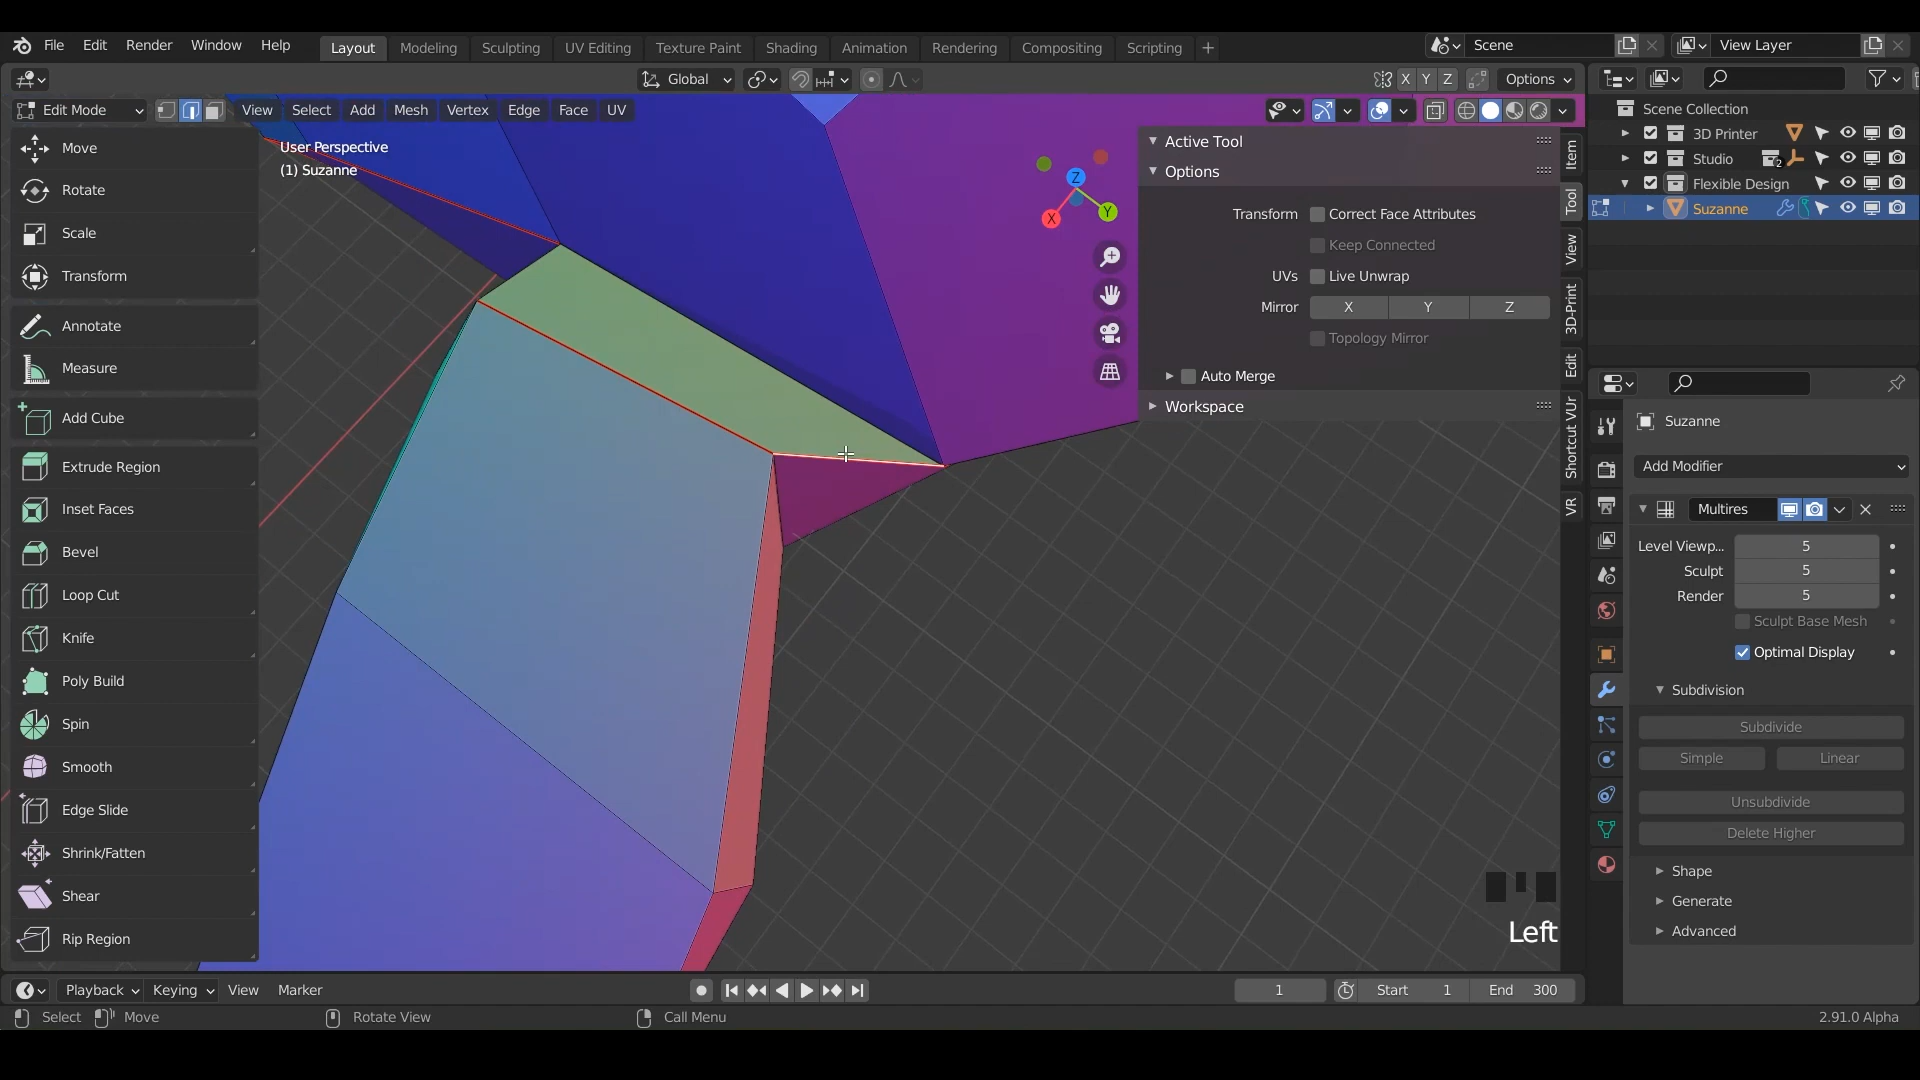 File Edit Render Window Help Layout Modeling Sculpting UV Editing Texture Paint Shading Animation Rendering Compositing Scripting + Scene View Layer
Global X Y Z Options
Edit Mode View Select Add Mesh Vertex Edge Face UV
Move
Rotate
Scale
Transform
Annotate
Measure
Add Cube
Extrude Region
Inset Faces
Bevel
Loop Cut
Knife
Poly Build
Spin
Smooth
Edge Slide
Shrink/Fatten
Shear
Rip Region
User Perspective
(1) Suzanne
Z
X
Y
Active Tool
Options
Transform Correct Face Attributes
Keep Connected
UVs Live Unwrap
Mirror X Y Z
Topology Mirror
Auto Merge
Workspace
Item
Tool
View
3D-Print
Edit
Shortcut VUr
VR
Left
Scene Collection
3D Printer
Studio 2
Flexible Design
Suzanne
Suzanne
Add Modifier
Multires
Level Viewp... 5
Sculpt 5
Render 5
Sculpt Base Mesh
Optimal Display
Subdivision
Subdivide
Simple Linear
Unsubdivide
Delete Higher
Shape
Generate
Advanced
Playback Keying View Marker 1 Start 1 End 300
Select Move Rotate View Call Menu 2.91.0 Alpha